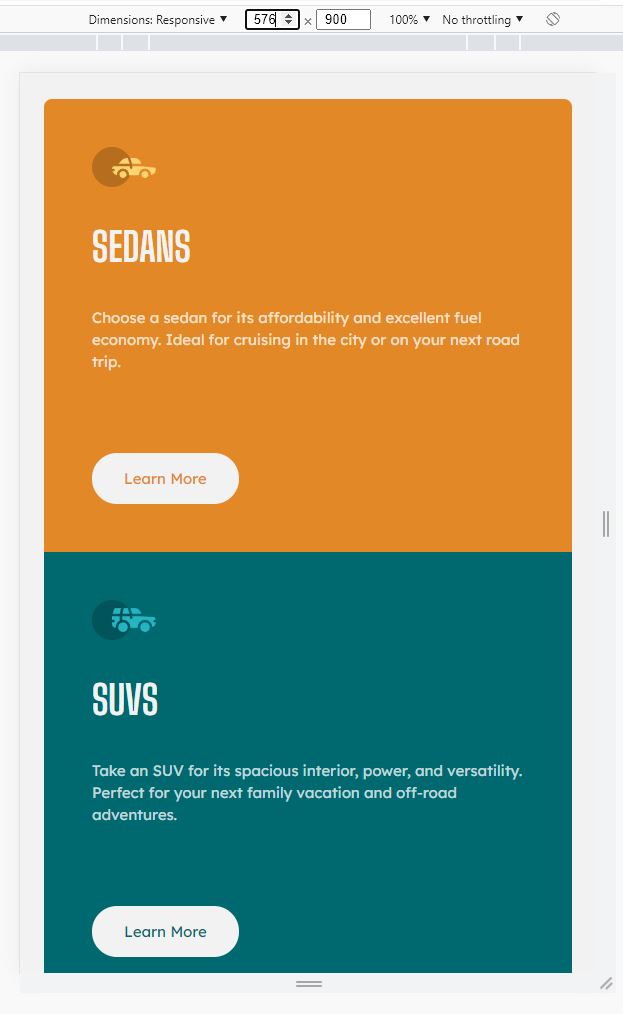 Dimensions: Responsive ▼ 576 × 900 100% ▼ No throttling ▼
SEDANS
Choose a sedan for its affordability and excellent fuel
economy. Ideal for cruising in the city or on your next road
trip.
Learn More
SUVS
Take an SUV for its spacious interior, power, and versatility.
Perfect for your next family vacation and off-road
adventures.
Learn More